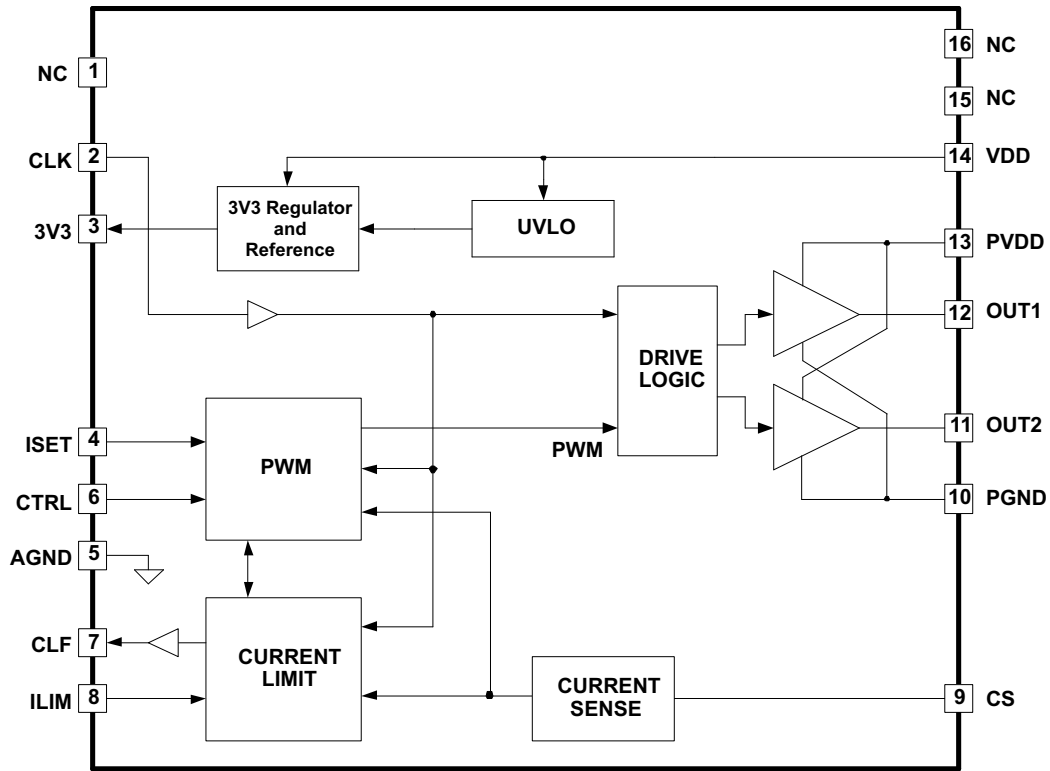 16 NC
NC 1
15 NC
CLK 2
14 VDD
3V3 3
3V3 Regulator
and
Reference
UVLO
13 PVDD
12 OUT1
DRIVE
LOGIC
ISET 4
PWM
PWM
11 OUT2
CTRL 6
10 PGND
AGND 5
CLF 7
CURRENT
LIMIT
ILIM 8
CURRENT
SENSE
9 CS